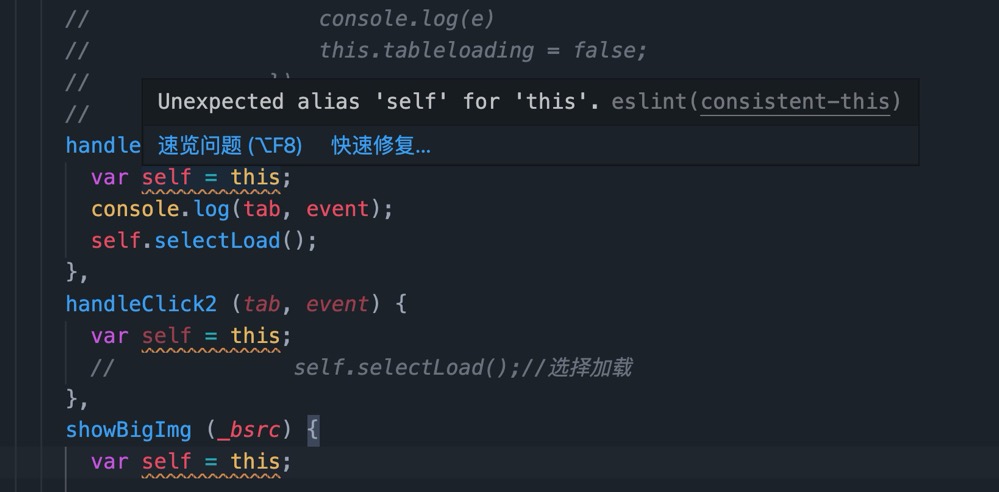 // console.log(e)
// this.tableloading = false;
//
//
Unexpected alias 'self' for 'this'. eslint(consistent-this)
速览问题 (⌥F8) 快速修复...
handle
var self = this;
console.log(tab, event);
self.selectLoad();
},
handleClick2 (tab, event) {
var self = this;
// self.selectLoad();//选择加载
},
showBigImg (_bsrc) {
var self = this;